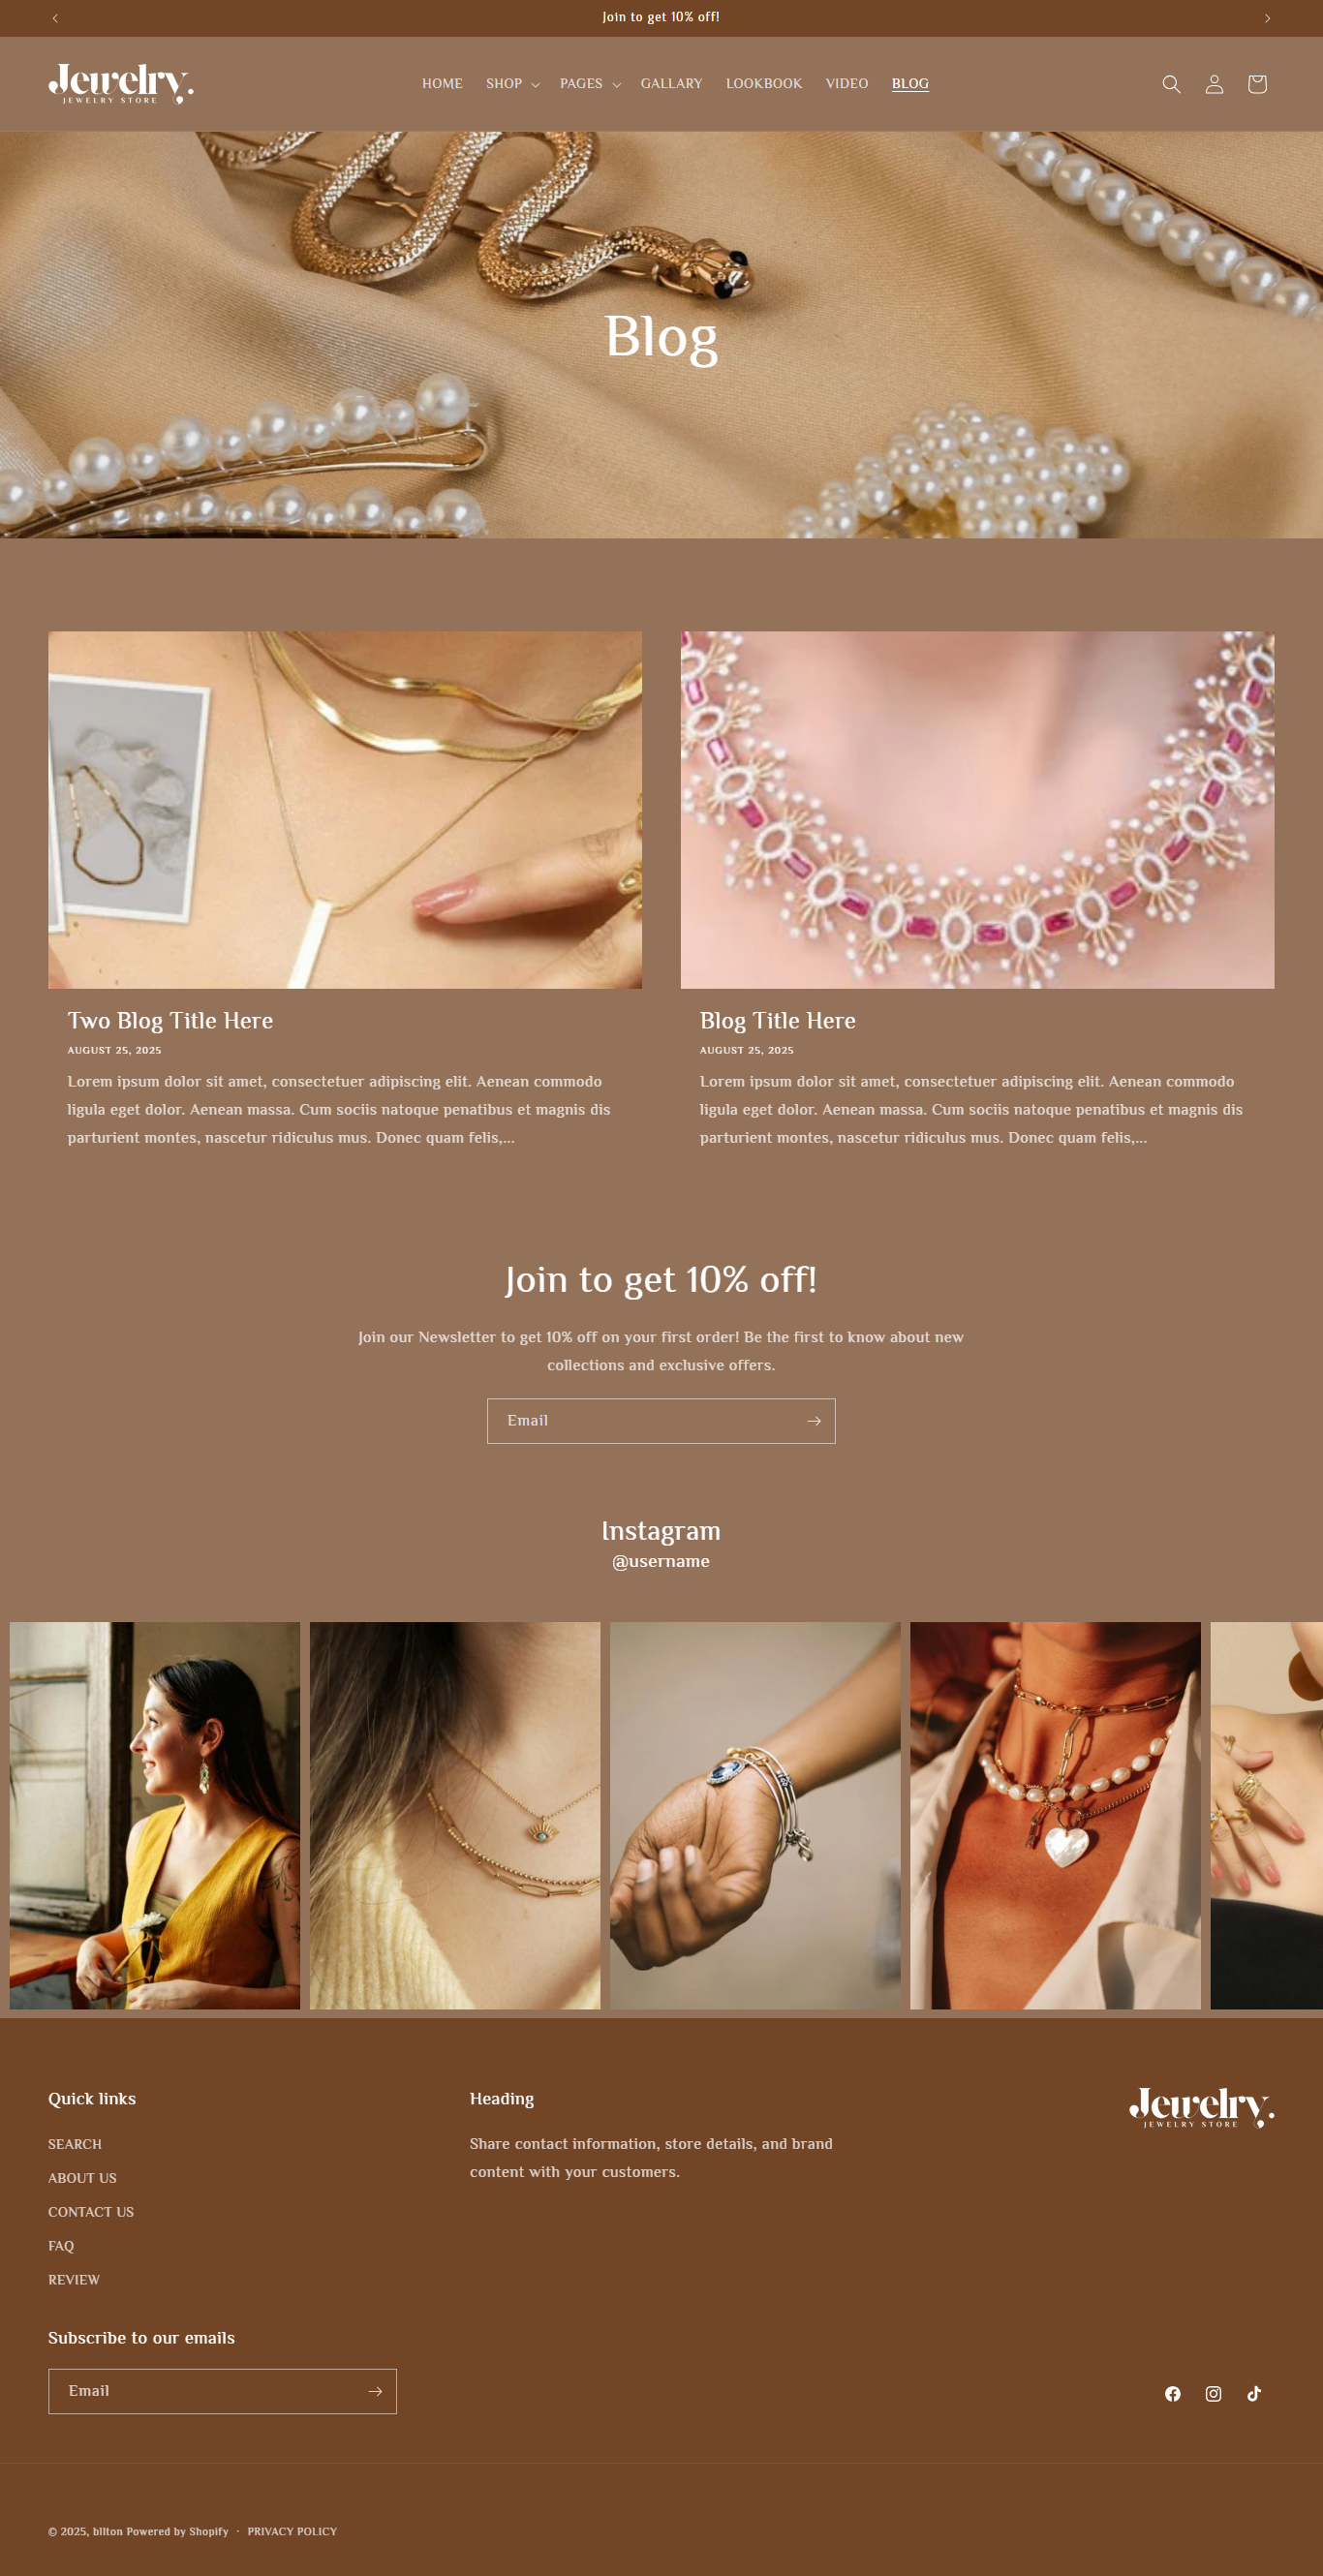 Join to get 10% off!
Jewelry.
JEWELRY STORE
HOME SHOP PAGES GALLARY LOOKBOOK VIDEO BLOG
Blog
Two Blog Title Here
AUGUST 25, 2025
Lorem ipsum dolor sit amet, consectetuer adipiscing elit. Aenean commodo
ligula eget dolor. Aenean massa. Cum sociis natoque penatibus et magnis dis
parturient montes, nascetur ridiculus mus. Donec quam felis,...
Blog Title Here
AUGUST 25, 2025
Lorem ipsum dolor sit amet, consectetuer adipiscing elit. Aenean commodo
ligula eget dolor. Aenean massa. Cum sociis natoque penatibus et magnis dis
parturient montes, nascetur ridiculus mus. Donec quam felis,...
Join to get 10% off!
Join our Newsletter to get 10% off on your first order! Be the first to know about new
collections and exclusive offers.
Email
Instagram
@username
Quick links
SEARCH
ABOUT US
CONTACT US
FAQ
REVIEW
Heading
Share contact information, store details, and brand
content with your customers.
Jewelry.
JEWELRY STORE
Subscribe to our emails
Email
© 2025, bilton Powered by Shopify · PRIVACY POLICY